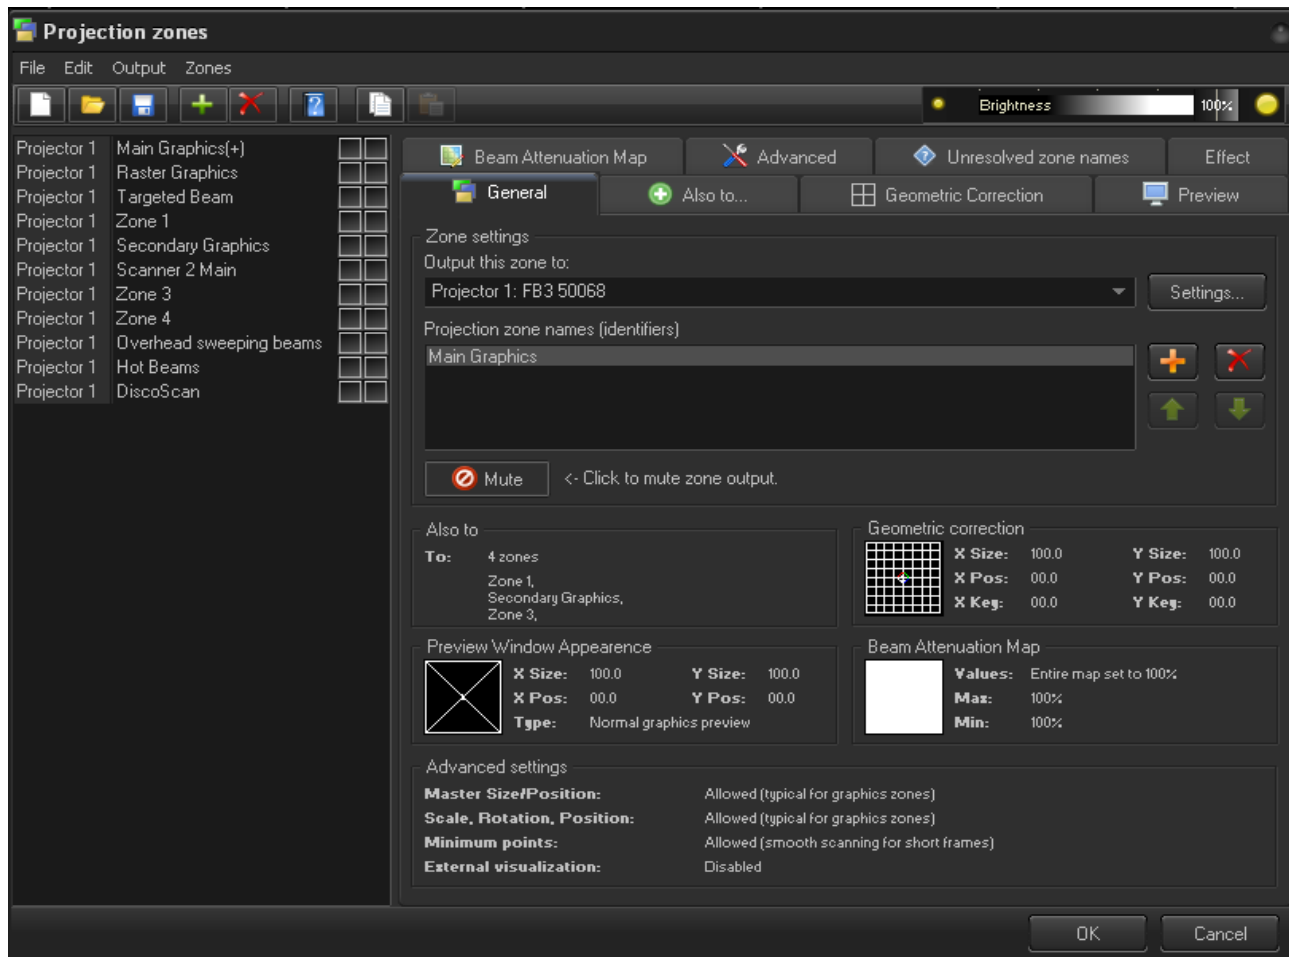 Projection zones
File Edit Output Zones
Brightness 100%
Projector 1 Main Graphics(+)
Projector 1 Raster Graphics
Projector 1 Targeted Beam
Projector 1 Zone 1
Projector 1 Secondary Graphics
Projector 1 Scanner 2 Main
Projector 1 Zone 3
Projector 1 Zone 4
Projector 1 Overhead sweeping beams
Projector 1 Hot Beams
Projector 1 DiscoScan
Beam Attenuation Map Advanced Unresolved zone names Effect
General Also to... Geometric Correction Preview
Zone settings
Output this zone to:
Projector 1: FB3 50068 Settings...
Projection zone names (identifiers)
Main Graphics
Mute <- Click to mute zone output.
Also to
To: 4 zones
Zone 1,
Secondary Graphics,
Zone 3,
Geometric correction
X Size: 100.0 Y Size: 100.0
X Pos: 00.0 Y Pos: 00.0
X Key: 00.0 Y Key: 00.0
Preview Window Appearence
X Size: 100.0 Y Size: 100.0
X Pos: 00.0 Y Pos: 00.0
Type: Normal graphics preview
Beam Attenuation Map
Values: Entire map set to 100%
Max: 100%
Min: 100%
Advanced settings
Master Size/Position: Allowed (typical for graphics zones)
Scale, Rotation, Position: Allowed (typical for graphics zones)
Minimum points: Allowed (smooth scanning for short frames)
External visualization: Disabled
OK Cancel